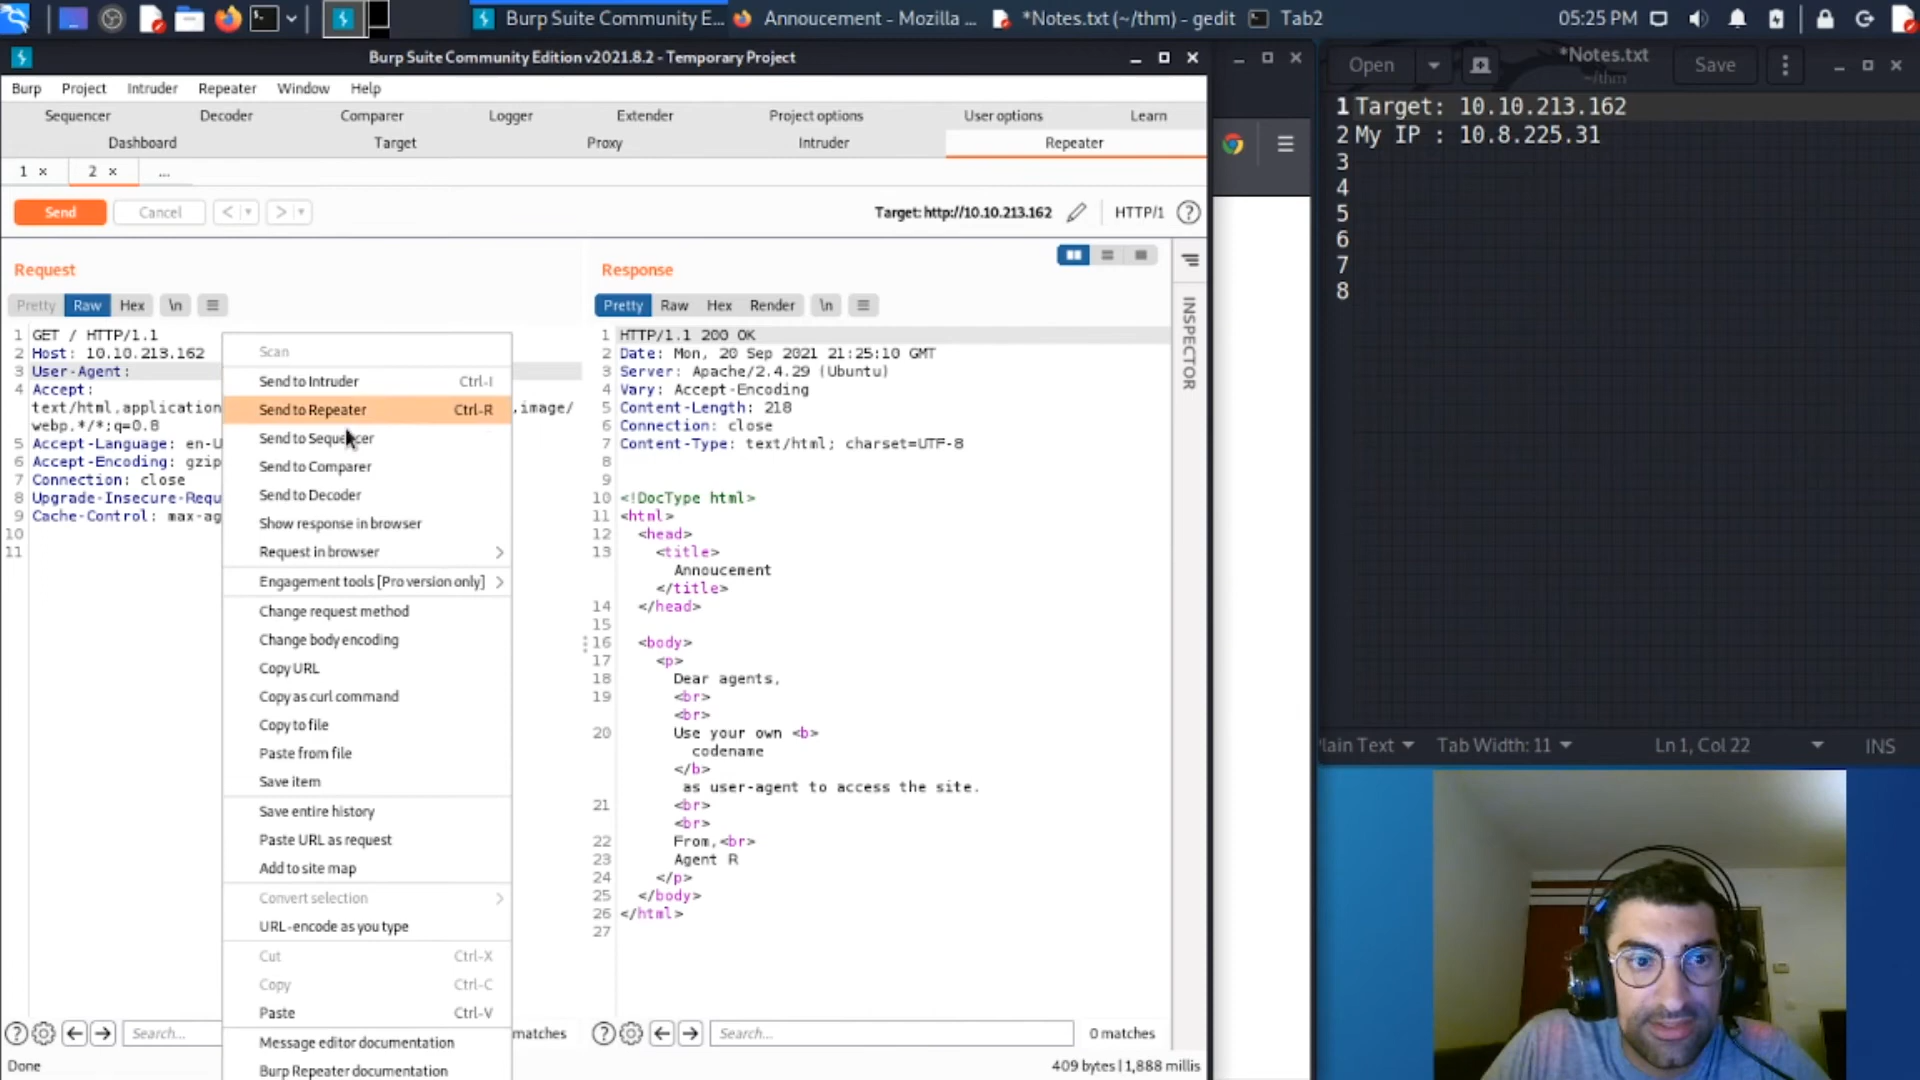 Burp Suite Community E...
Annoucement - Mozilla ...
*Notes.txt (~/thm) - gedit
Tab2
05:25 PM
Burp Suite Community Edition v2021.8.2 - Temporary Project
Burp Project Intruder Repeater Window Help
Sequencer Decoder Comparer Logger Extender Project options User options Learn
Dashboard Target Proxy Intruder Repeater
1 × 2 × ...
Send Cancel < > Target: http://10.10.213.162 HTTP/1 ?
Request
Pretty Raw Hex \n
1 GET / HTTP/1.1
2 Host: 10.10.213.162
3 User-Agent:
4 Accept:
text/html,application ,image/
webp,*/*;q=0.8
5 Accept-Language: en-U
6 Accept-Encoding: gzip
7 Connection: close
8 Upgrade-Insecure-Requ
9 Cache-Control: max-ag
10
11
Scan
Send to Intruder Ctrl-I
Send to Repeater Ctrl-R
Send to Sequencer
Send to Comparer
Send to Decoder
Show response in browser
Request in browser
Engagement tools [Pro version only]
Change request method
Change body encoding
Copy URL
Copy as curl command
Copy to file
Paste from file
Save item
Save entire history
Paste URL as request
Add to site map
Convert selection
URL-encode as you type
Cut Ctrl-X
Copy Ctrl-C
Paste Ctrl-V
Message editor documentation
Burp Repeater documentation
? Search... matches
Done
Response
Pretty Raw Hex Render \n
1 HTTP/1.1 200 OK
2 Date: Mon, 20 Sep 2021 21:25:10 GMT
3 Server: Apache/2.4.29 (Ubuntu)
4 Vary: Accept-Encoding
5 Content-Length: 218
6 Connection: close
7 Content-Type: text/html; charset=UTF-8
8
9
10 <!DocType html>
11 <html>
12 <head>
13 <title>
Annoucement
</title>
14 </head>
15
16 <body>
17 <p>
18 Dear agents,
19 <br>
<br>
20 Use your own <b>
codename
</b>
as user-agent to access the site.
21 <br>
<br>
22 From,<br>
23 Agent R
24 </p>
25 </body>
26 </html>
27
? Search... 0 matches
409 bytes | 1,888 millis
INSPECTOR
Open *Notes.txt Save
~/thm
1 Target: 10.10.213.162
2 My IP : 10.8.225.31
3
4
5
6
7
8
lain Text Tab Width: 11 Ln 1, Col 22 INS